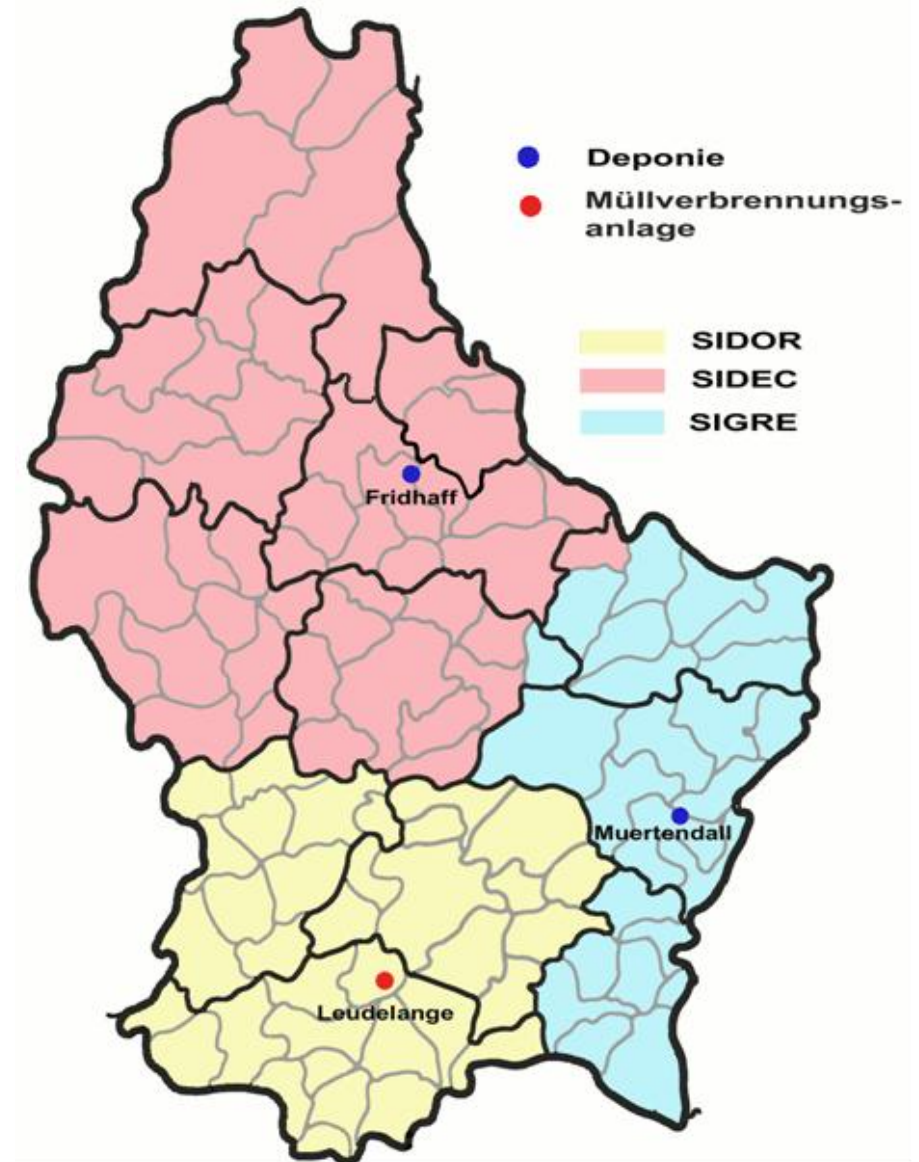 Deponie
Müllverbrennungs-
anlage
SIDOR
SIDEC
SIGRE
Fridhaff
Muertendall
Leudelange